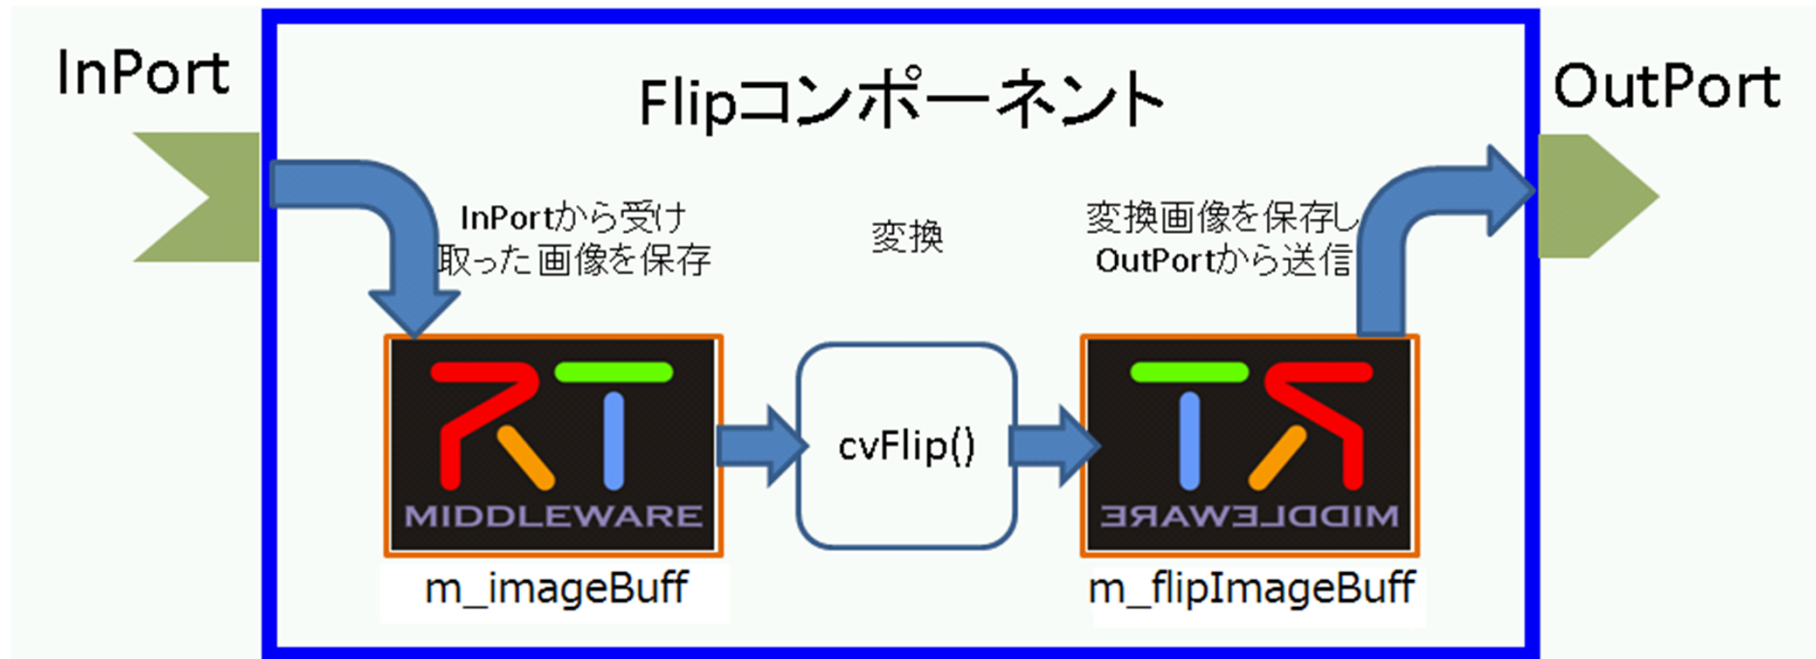 InPort
Flipコンポーネント
OutPort
InPortから受け
取った画像を保存
変換
変換画像を保存し
OutPortから送信
RT
MIDDLEWARE
cvFlip()
RT
MIDDLEWARE
m_imageBuff
m_flipImageBuff